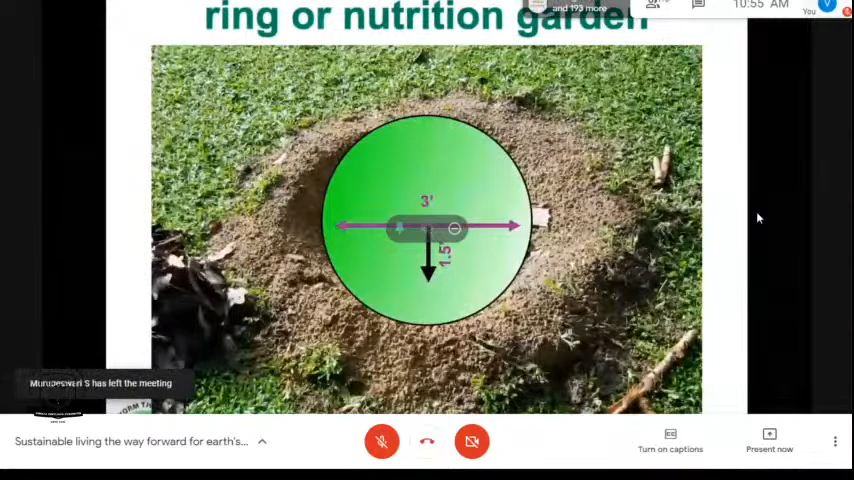 ring or nutrition garden
and 193 more
10:55 AM
You
3'
1.5'
Murugeswari S has left the meeting
Sustainable living the way forward for earth's...
Turn on captions
Present now